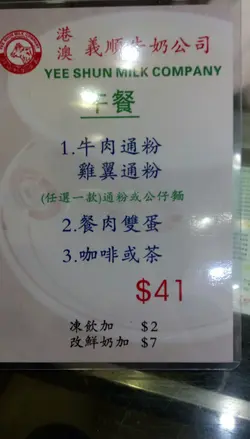 港澳 義順牛奶公司
YEE SHUN MILK COMPANY
午餐
1.牛肉通粉
雞翼通粉
(任選一款)通粉或公仔麵
2.餐肉雙蛋
3.咖啡或茶
$41
凍飲加 $2
改鮮奶加 $7